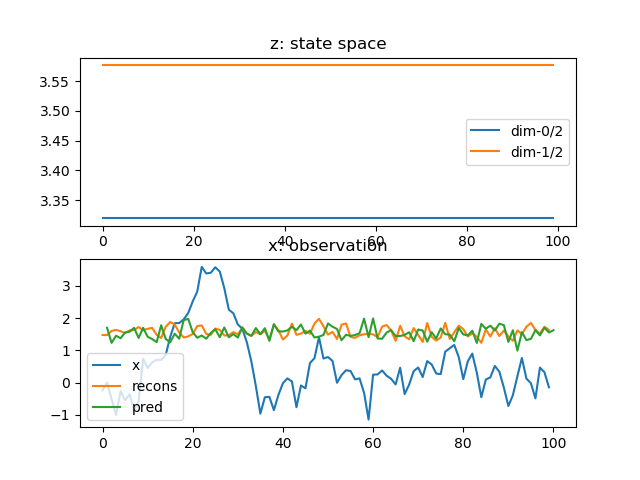 z: state space
3.55
3.50
3.45
3.40
3.35
dim-0/2
dim-1/2
0 20 40 60 80 100
x: observation
3
2
1
0
−1
x
recons
pred
0 20 40 60 80 100